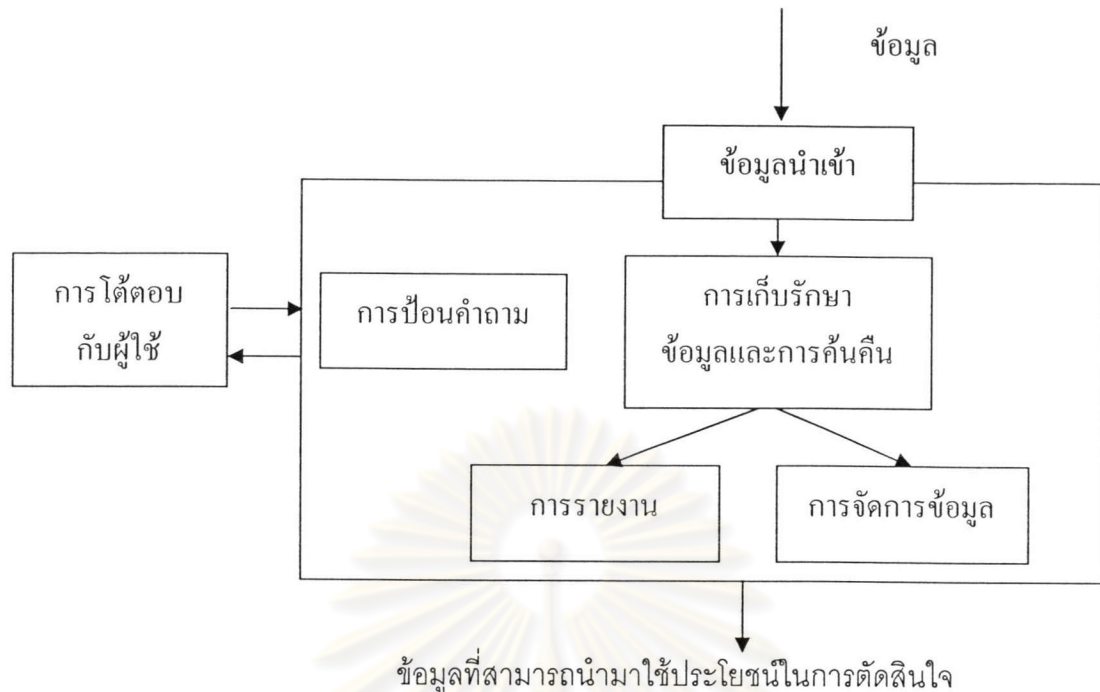 ข้อมูล
ข้อมูลนำเข้า
การโต้ตอบ
กับผู้ใช้
การป้อนคำถาม
การเก็บรักษา
ข้อมูลและการค้นคืน
การรายงาน
การจัดการข้อมูล
ข้อมูลที่สามารถนำมาใช้ประโยชน์ในการตัดสินใจ